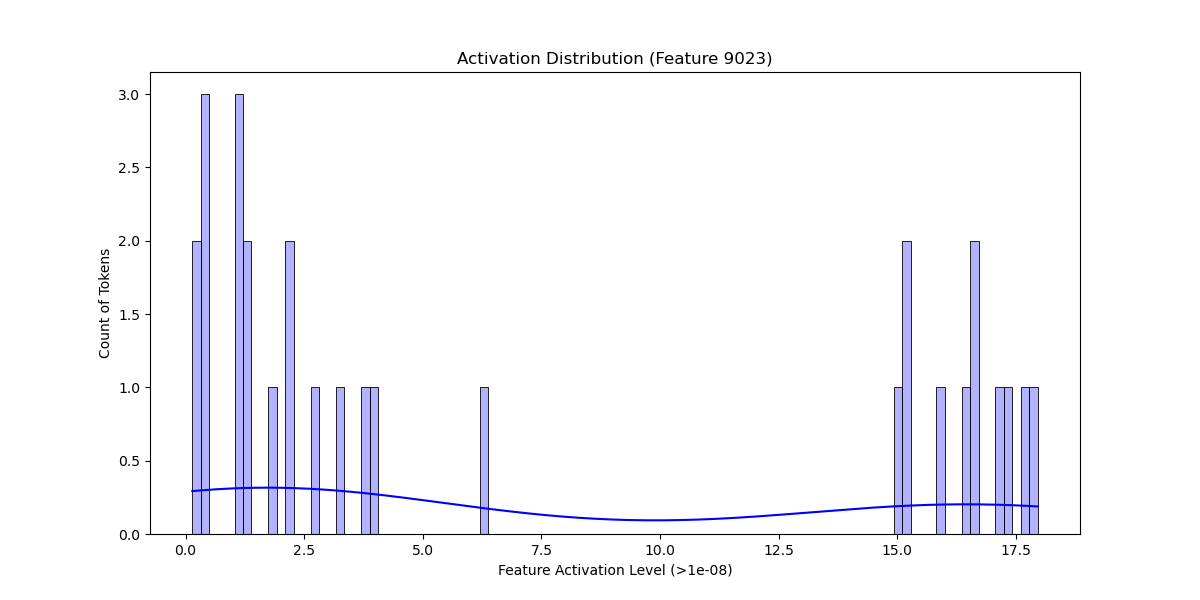 Activation Distribution (Feature 9023)
3.0
2.5
2.0
1.5
1.0
0.5
0.0
Count of Tokens
0.0 2.5 5.0 7.5 10.0 12.5 15.0 17.5
Feature Activation Level (>1e-08)